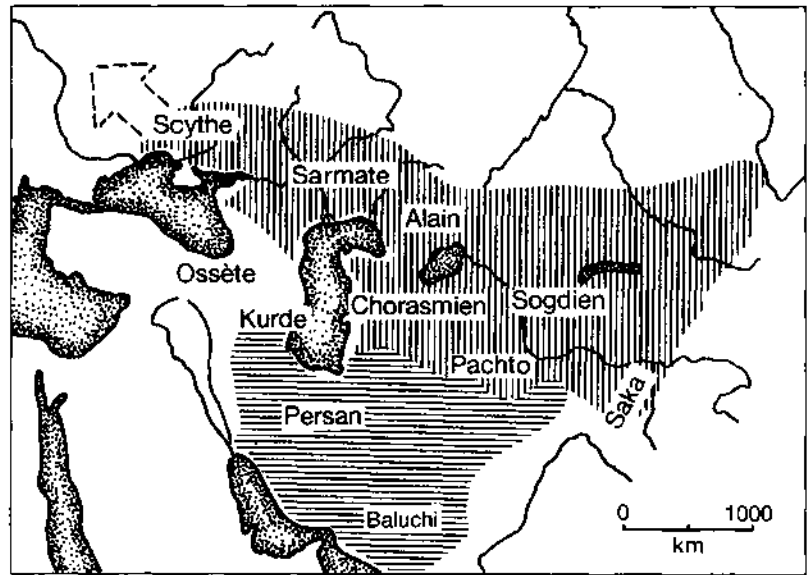 Scythe
Sarmate
Alain
Ossète
Kurde
Chorasmien
Sogdien
Pachto
Persan
Saka
Baluchi
0 1000
km